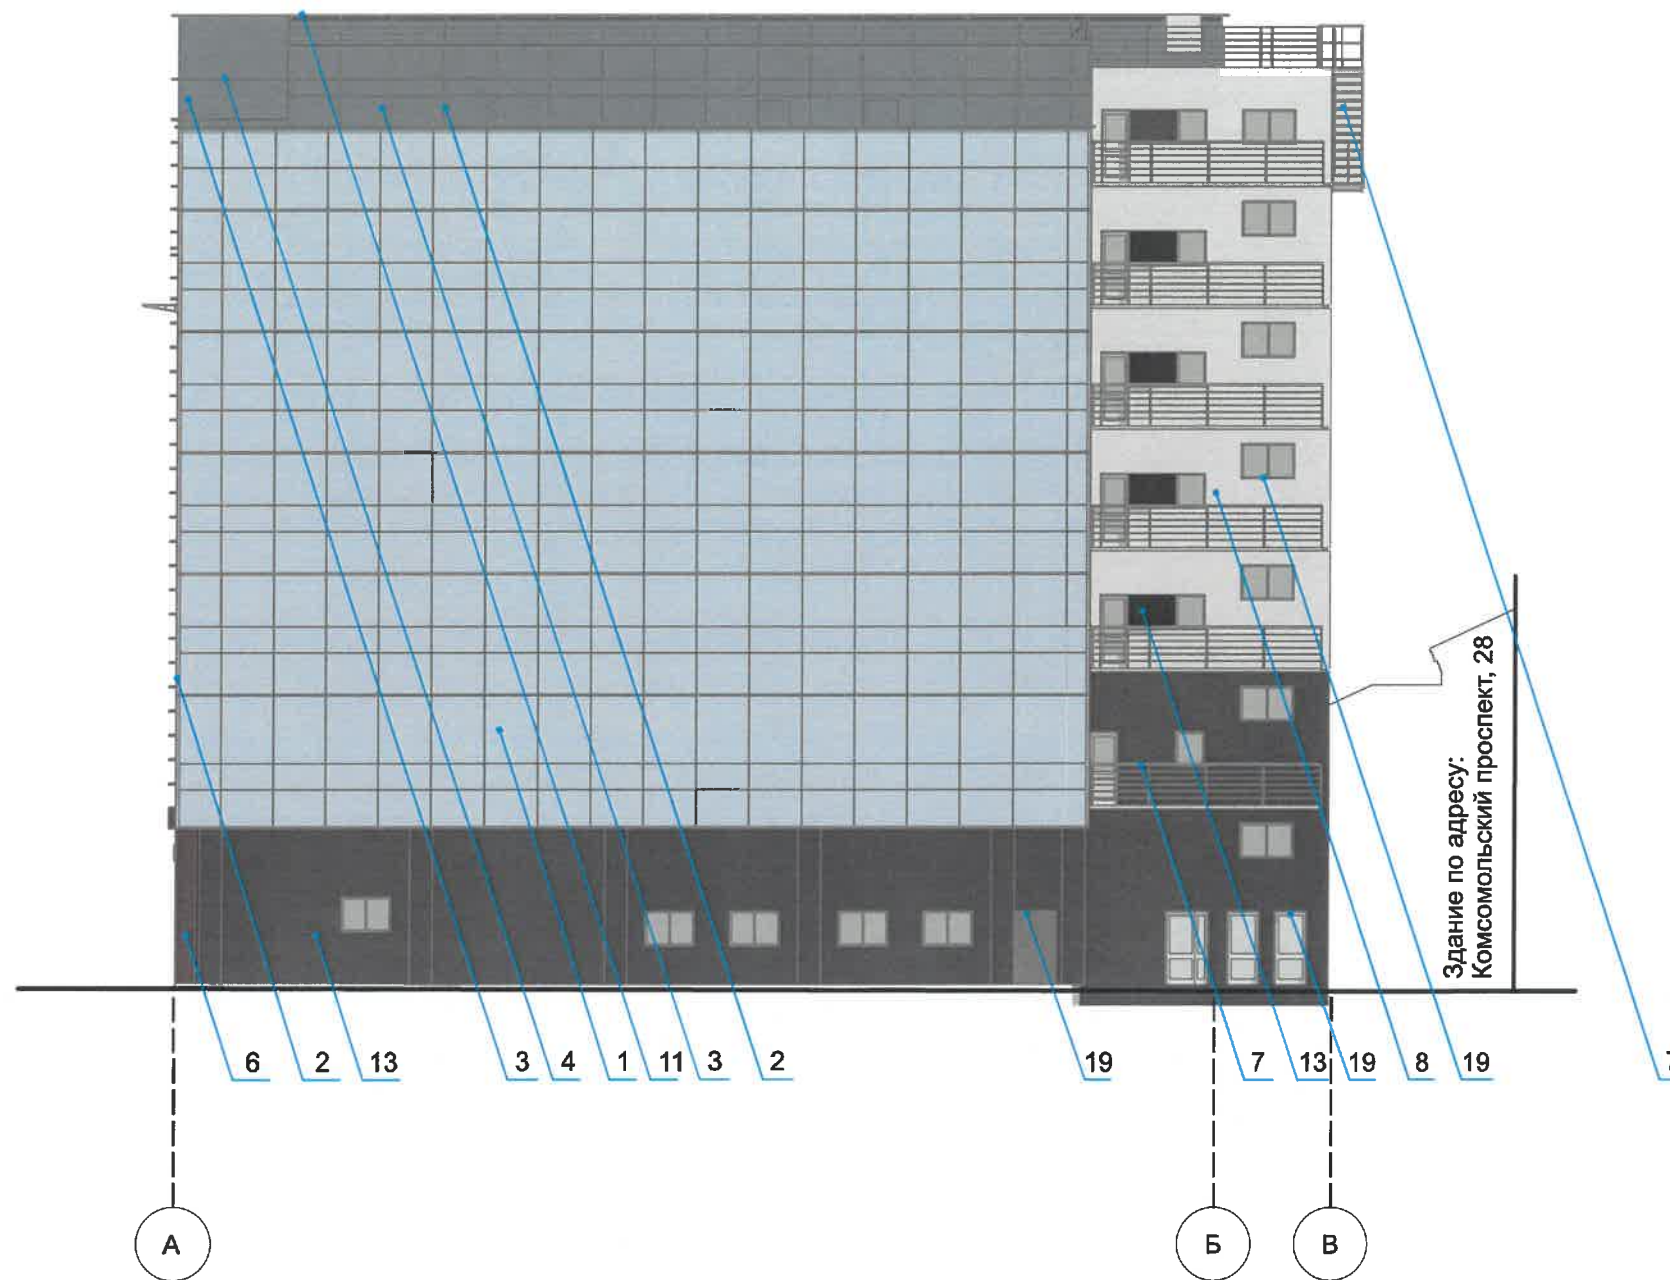 Здание по адресу:
Комсомольский проспект, 28
6 2 13 3 4 1 11 3 2 19 7 13 19 8 19
А Б В